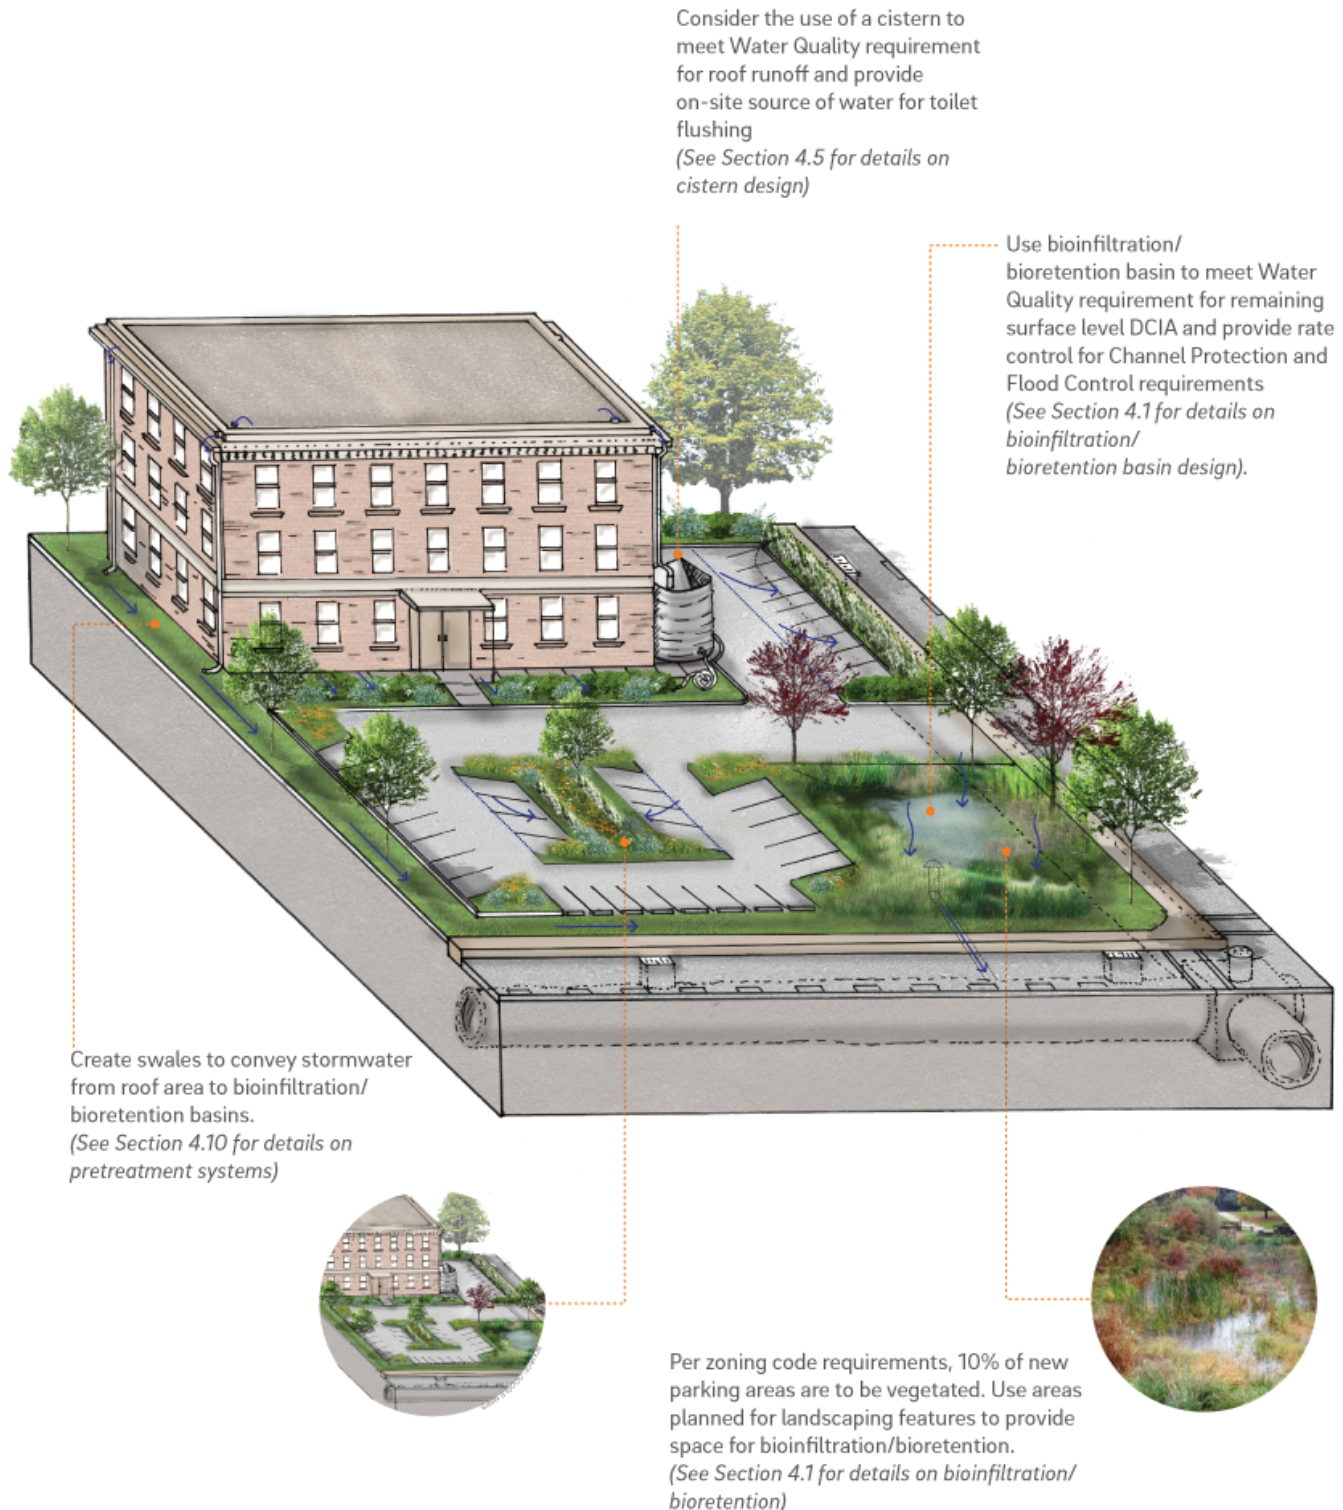 Consider the use of a cistern to
meet Water Quality requirement
for roof runoff and provide
on-site source of water for toilet
flushing
(See Section 4.5 for details on
cistern design)
Use bioinfiltration/
bioretention basin to meet Water
Quality requirement for remaining
surface level DCIA and provide rate
control for Channel Protection and
Flood Control requirements
(See Section 4.1 for details on
bioinfiltration/
bioretention basin design).
Create swales to convey stormwater
from roof area to bioinfiltration/
bioretention basins.
(See Section 4.10 for details on
pretreatment systems)
Per zoning code requirements, 10% of new
parking areas are to be vegetated. Use areas
planned for landscaping features to provide
space for bioinfiltration/bioretention.
(See Section 4.1 for details on bioinfiltration/
bioretention)